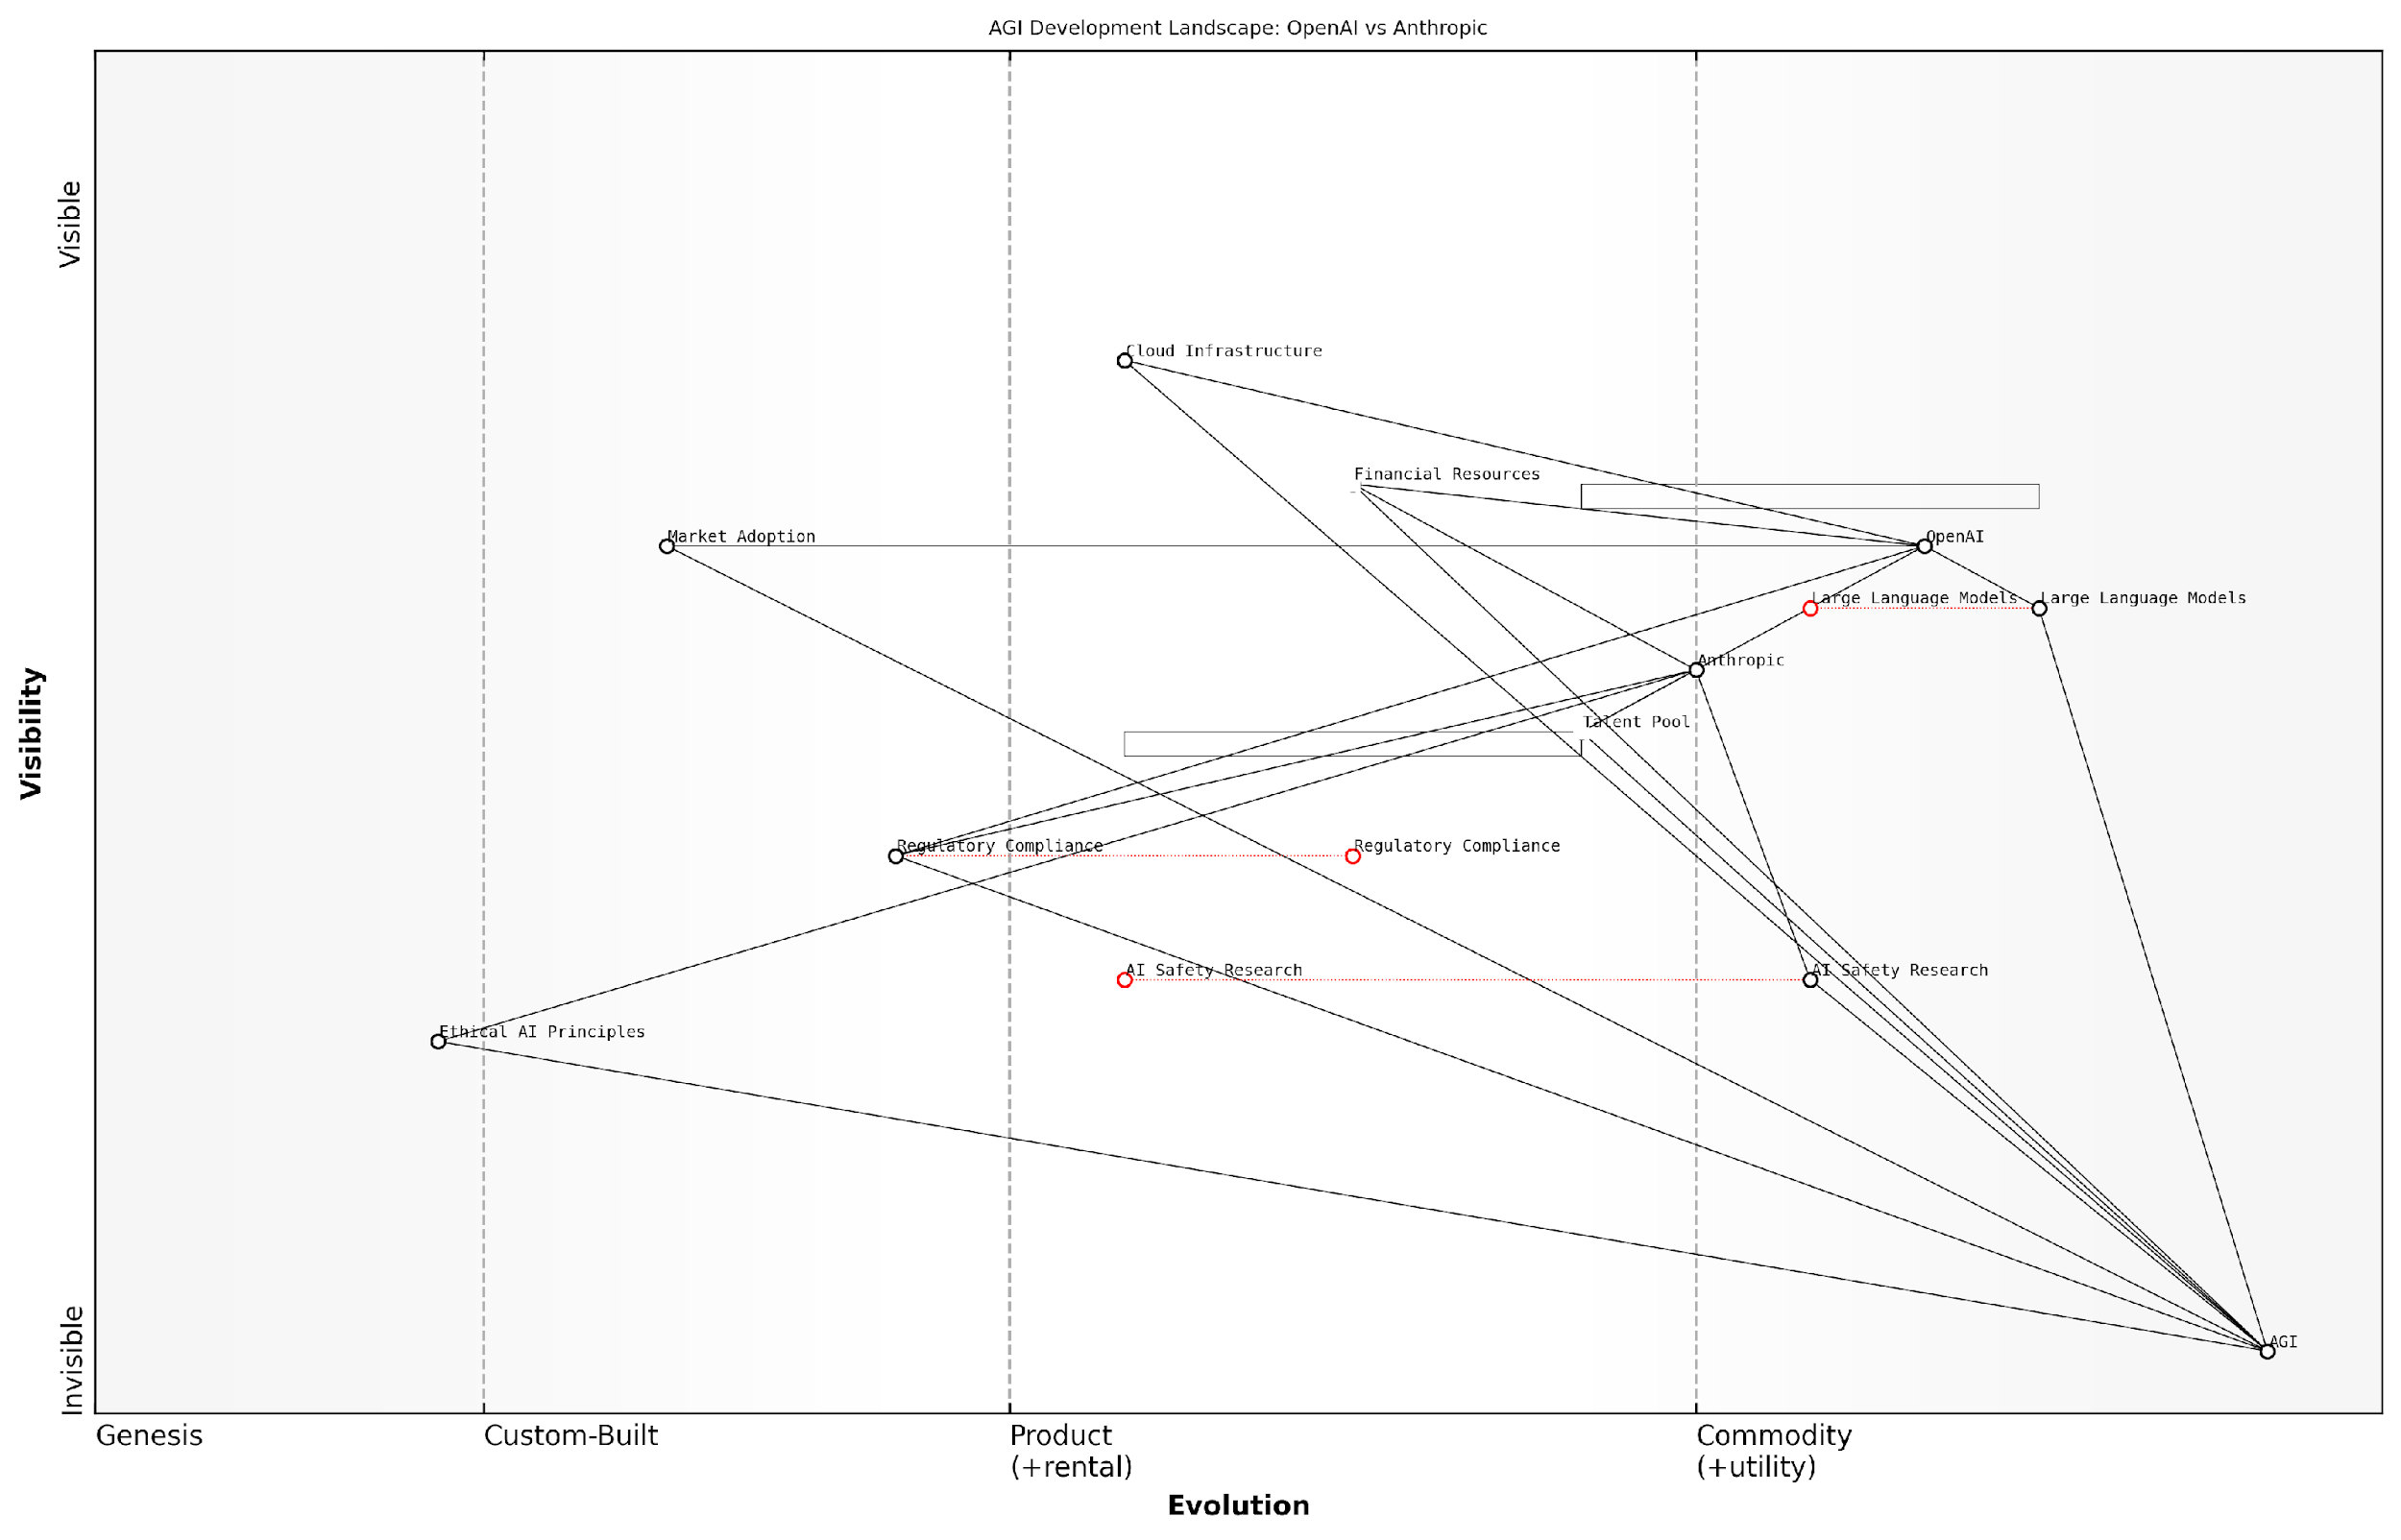 AGI Development Landscape: OpenAI vs Anthropic
Visible
Cloud Infrastructure
Financial Resources
Market Adoption
OpenAI
Large Language Models
Large Language Models
Anthropic
Talent Pool
Visibility
Regulatory Compliance
Regulatory Compliance
AI Safety Research
AI Safety Research
Ethical AI Principles
Invisible
AGI
Genesis
Custom-Built
Product
(+rental)
Commodity
(+utility)
Evolution